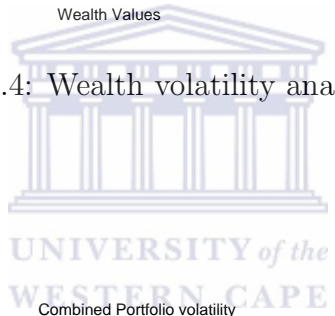 Wealth Values
.4: Wealth volatility ana
UNIVERSITY of the
WESTERN CAPE
Combined Portfolio volatility